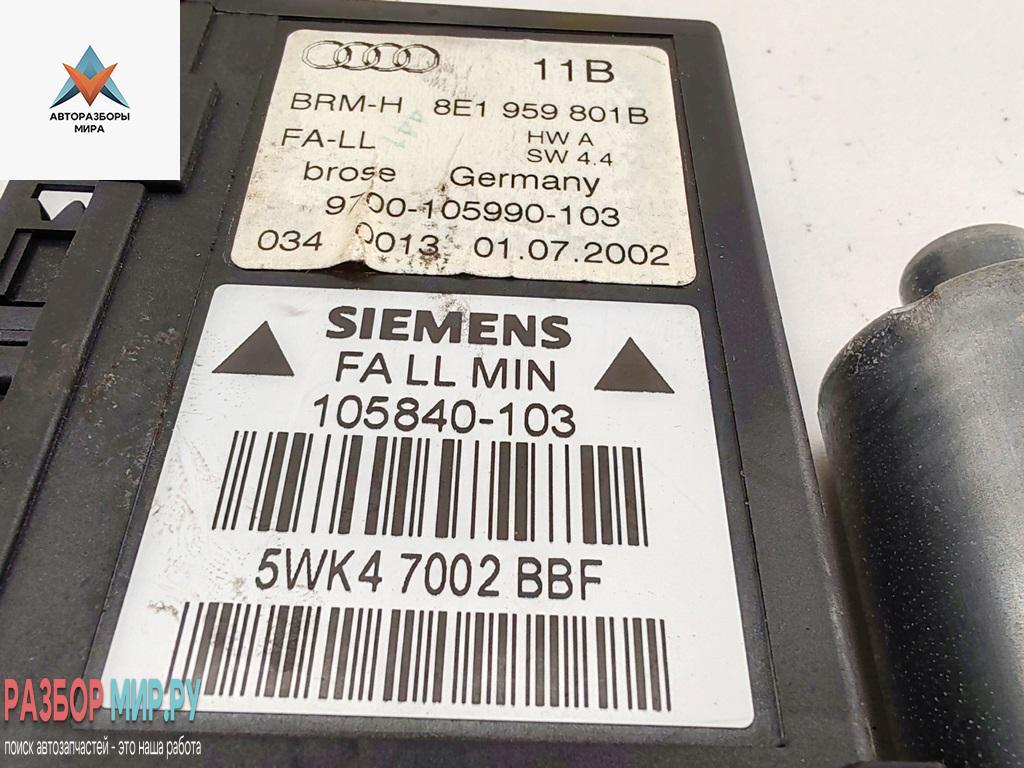 АВТОРАЗБОРЫ
МИРА
11B
BRM-H 8E1 959 801B
FA-LL HW A
SW 4.4
brose Germany
9700-105990-103
034 0013 01.07.2002
SIEMENS
FA LL MIN
105840-103
5WK4 7002 BBF
РАЗБОР МИР.РУ
поиск автозапчастей - это наша работа